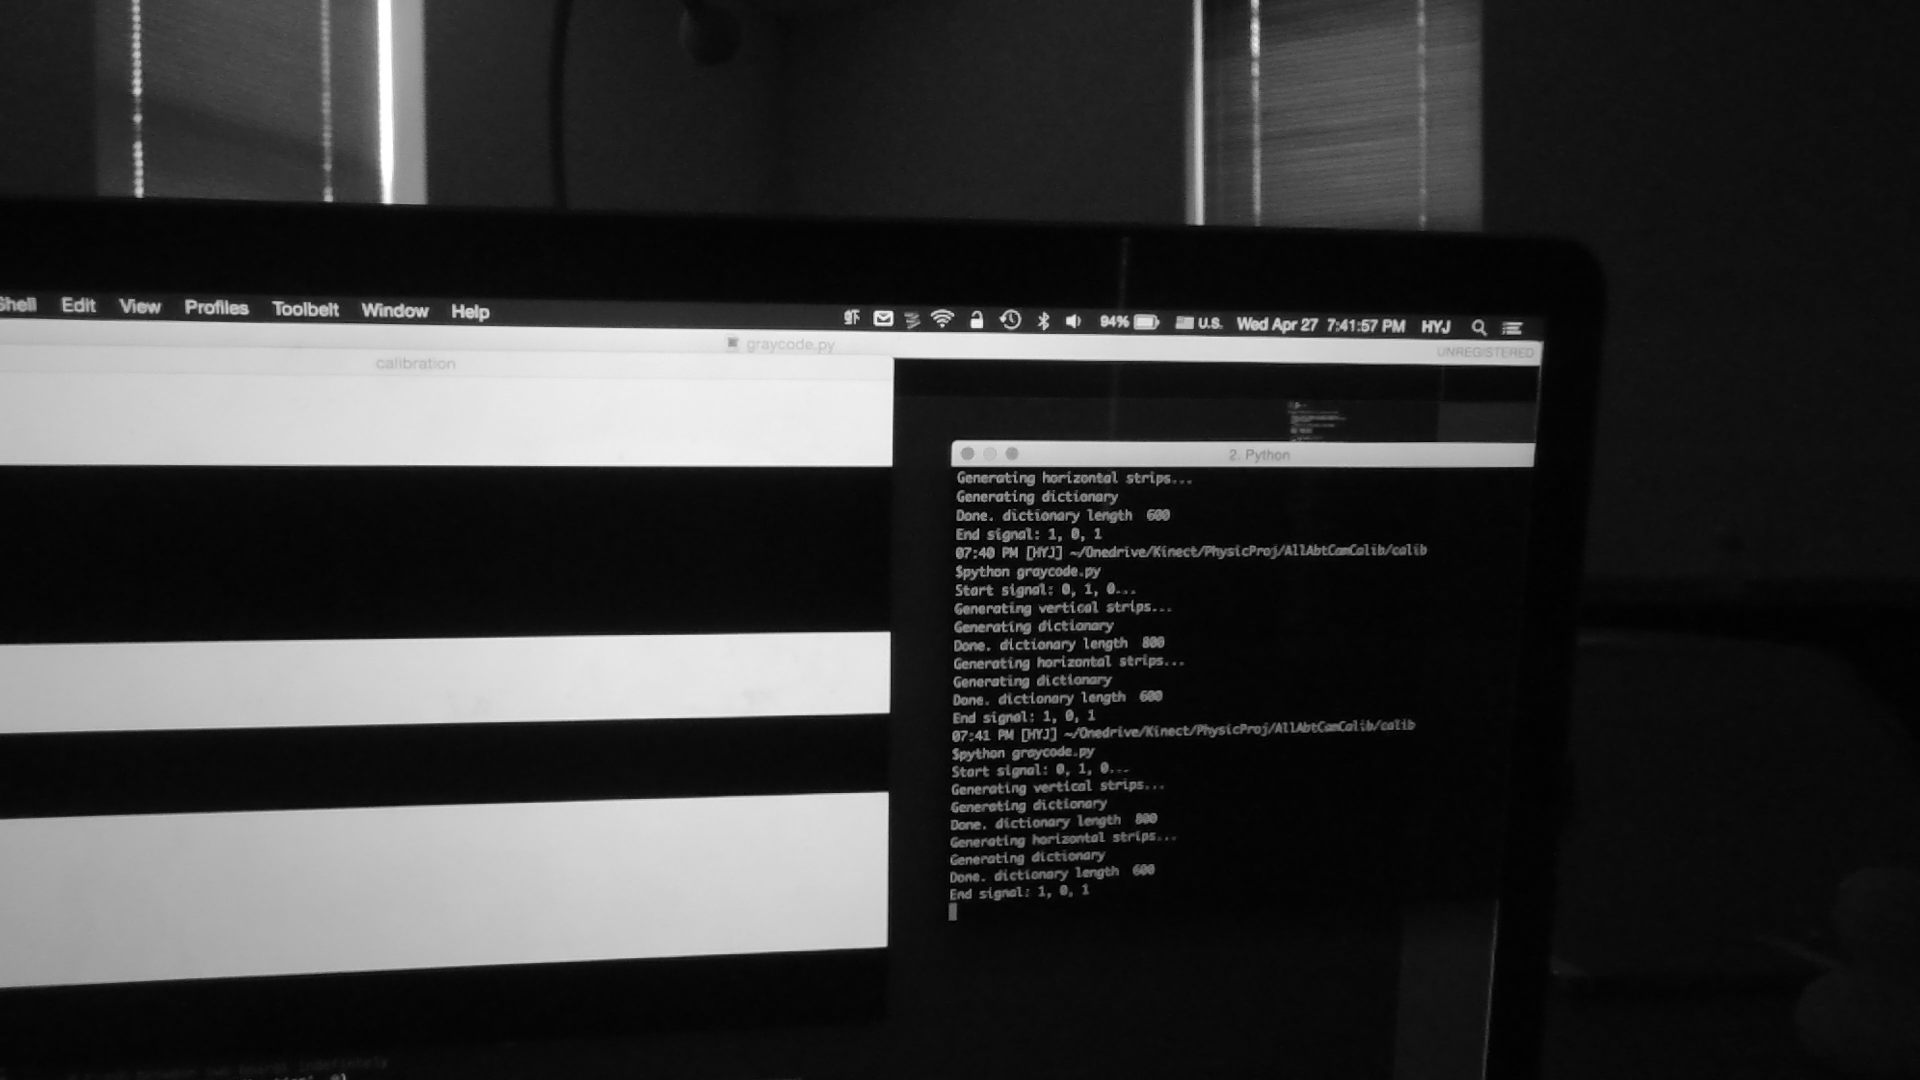 Shell Edit View Profiles Toolbelt Window Help 94% U.S. Wed Apr 27 7:41:57 PM HYJ
graycode.py
UNREGISTERED
calibration
2. Python
Generating horizontal strips...
Generating dictionary
Done. dictionary length 600
End signal: 1, 0, 1
07:40 PM [HYJ] ~/Onedrive/Kinect/PhysicProj/AllAbtCamCalib/calib
$python graycode.py
Start signal: 0, 1, 0...
Generating vertical strips...
Generating dictionary
Done. dictionary length 800
Generating horizontal strips...
Generating dictionary
Done. dictionary length 600
End signal: 1, 0, 1
07:41 PM [HYJ] ~/Onedrive/Kinect/PhysicProj/AllAbtCamCalib/calib
$python graycode.py
Start signal: 0, 1, 0...
Generating vertical strips...
Generating dictionary
Done. dictionary length 800
Generating horizontal strips...
Generating dictionary
Done. dictionary length 600
End signal: 1, 0, 1